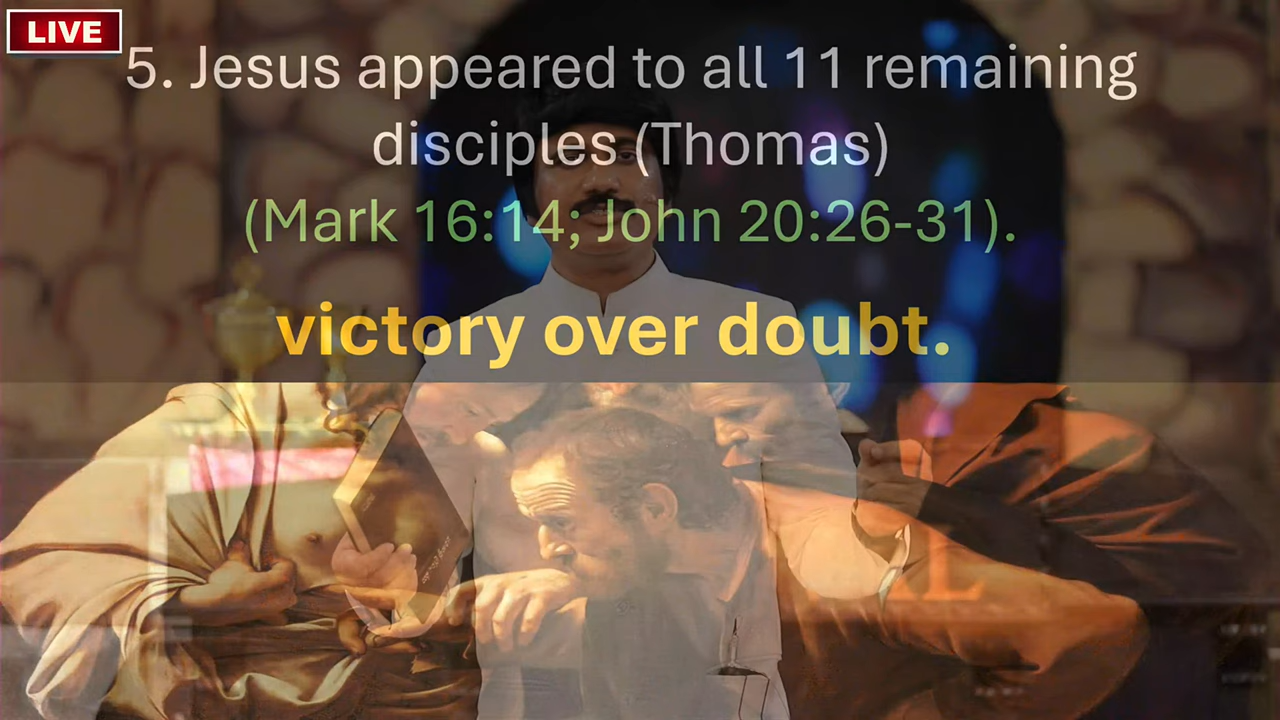 LIVE
5. Jesus appeared to all 11 remaining
disciples (Thomas)
(Mark 16:14; John 20:26-31).
victory over doubt.